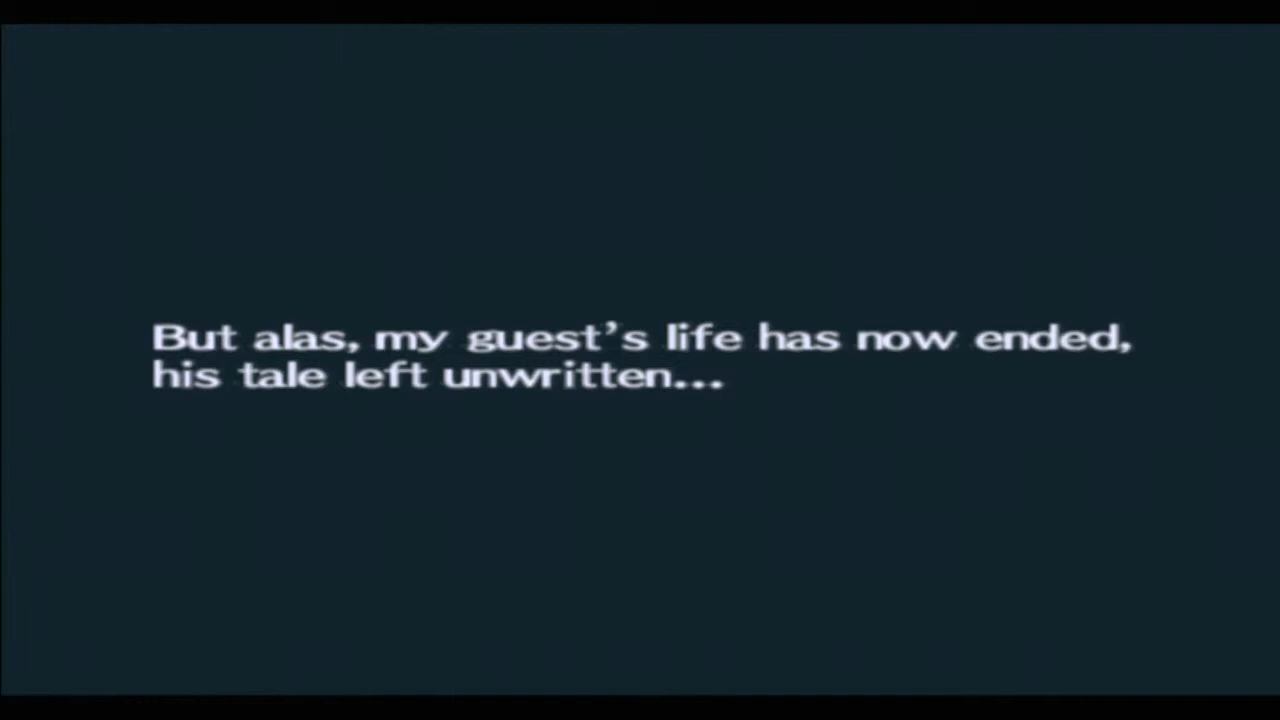 But alas, my guest’s life has now ended,
his tale left unwritten...